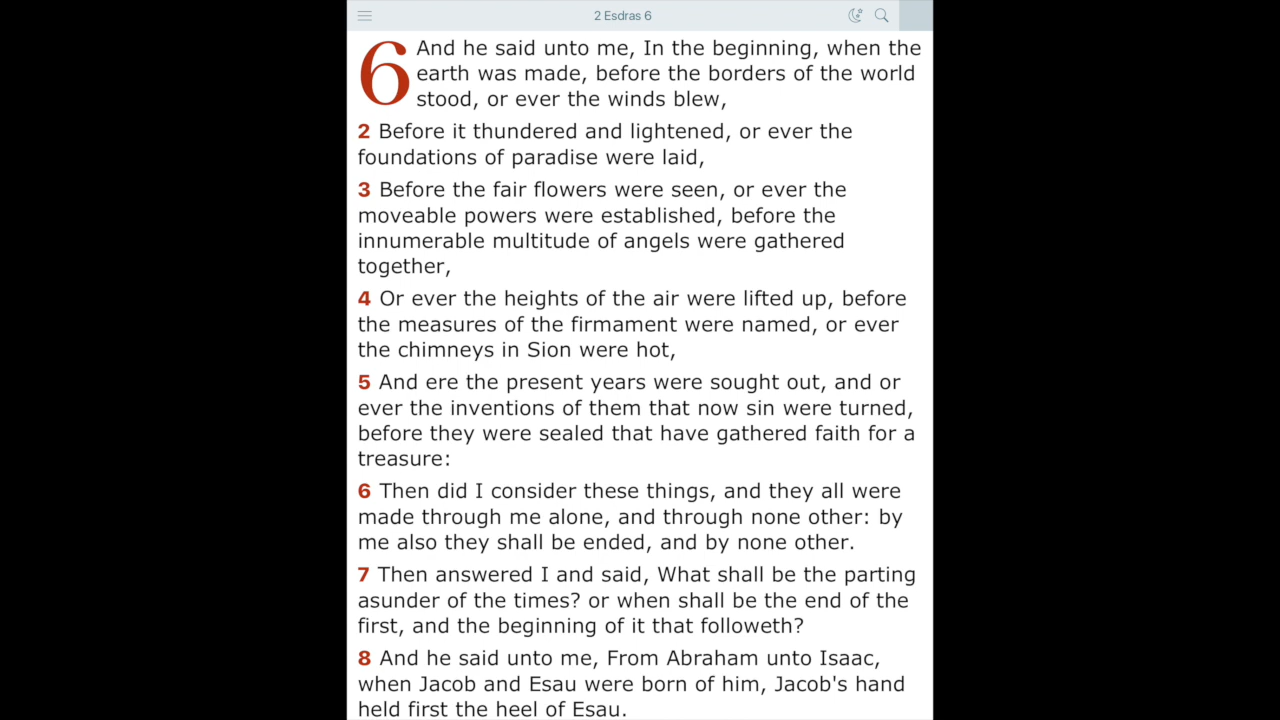 2 Esdras 6
6 And he said unto me, In the beginning, when the
earth was made, before the borders of the world
stood, or ever the winds blew,
2 Before it thundered and lightened, or ever the
foundations of paradise were laid,
3 Before the fair flowers were seen, or ever the
moveable powers were established, before the
innumerable multitude of angels were gathered
together,
4 Or ever the heights of the air were lifted up, before
the measures of the firmament were named, or ever
the chimneys in Sion were hot,
5 And ere the present years were sought out, and or
ever the inventions of them that now sin were turned,
before they were sealed that have gathered faith for a
treasure:
6 Then did I consider these things, and they all were
made through me alone, and through none other: by
me also they shall be ended, and by none other.
7 Then answered I and said, What shall be the parting
asunder of the times? or when shall be the end of the
first, and the beginning of it that followeth?
8 And he said unto me, From Abraham unto Isaac,
when Jacob and Esau were born of him, Jacob's hand
held first the heel of Esau.